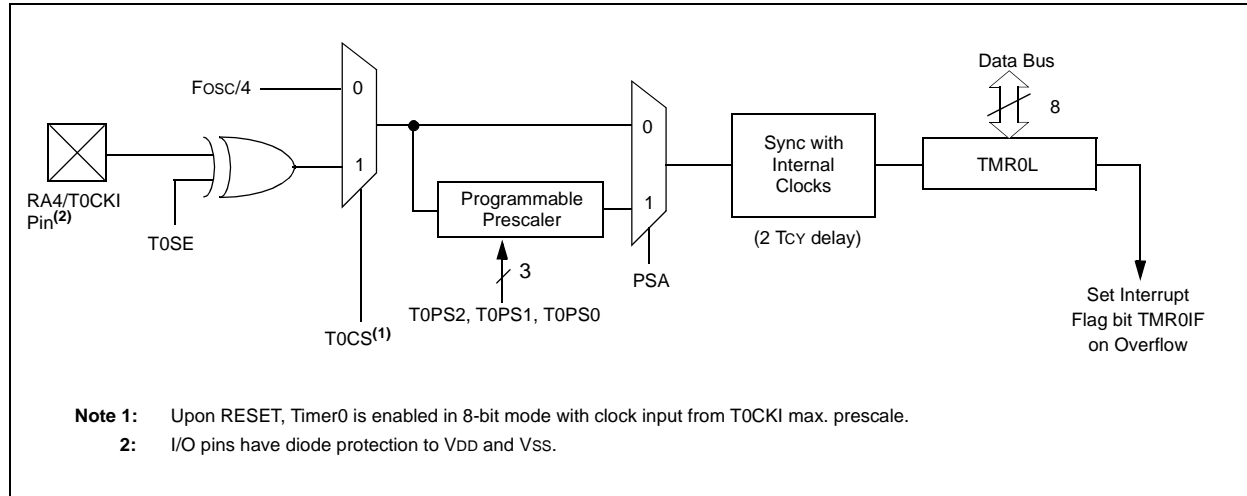 Data Bus
8
FOSC/4
0
1
0
1
RA4/T0CKI
Pin(2)
T0SE
T0CS(1)
Programmable
Prescaler
3
T0PS2, T0PS1, T0PS0
PSA
Sync with
Internal
Clocks
(2 TCY delay)
TMR0L
Set Interrupt
Flag bit TMR0IF
on Overflow
Note 1: Upon RESET, Timer0 is enabled in 8-bit mode with clock input from T0CKI max. prescale.
2: I/O pins have diode protection to VDD and VSS.